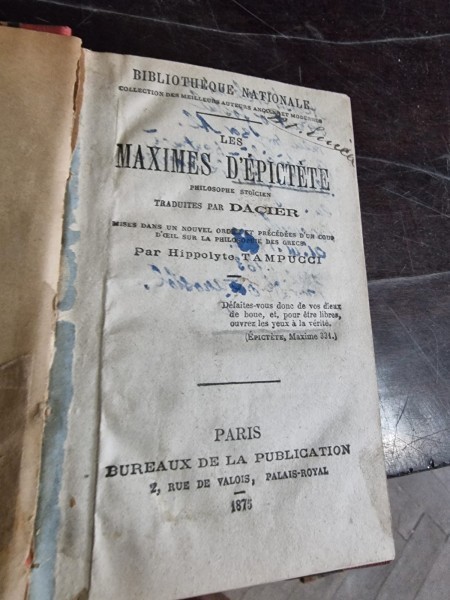 BIBLIOTHÈQUE NATIONALE
COLLECTION DES MEILLEURS AUTEURS ANCIENS ET MODERNES
LES
MAXIMES D'ÉPICTÈTE
PHILOSOPHE STOÏCIEN
TRADUITES PAR DACIER
MISES DANS UN NOUVEL ORDRE ET PRÉCÉDÉES D'UN COUP
D'ŒIL SUR LA PHILOSOPHIE DES GRECS
Par Hippolyte TAMPUCCI
Défaites-vous donc de vos dieux
de boue, et, pour être libres,
ouvrez les yeux à la vérité.
(ÉPICTÈTE, Maxime 331.)
PARIS
BUREAUX DE LA PUBLICATION
2, RUE DE VALOIS, PALAIS-ROYAL
1875